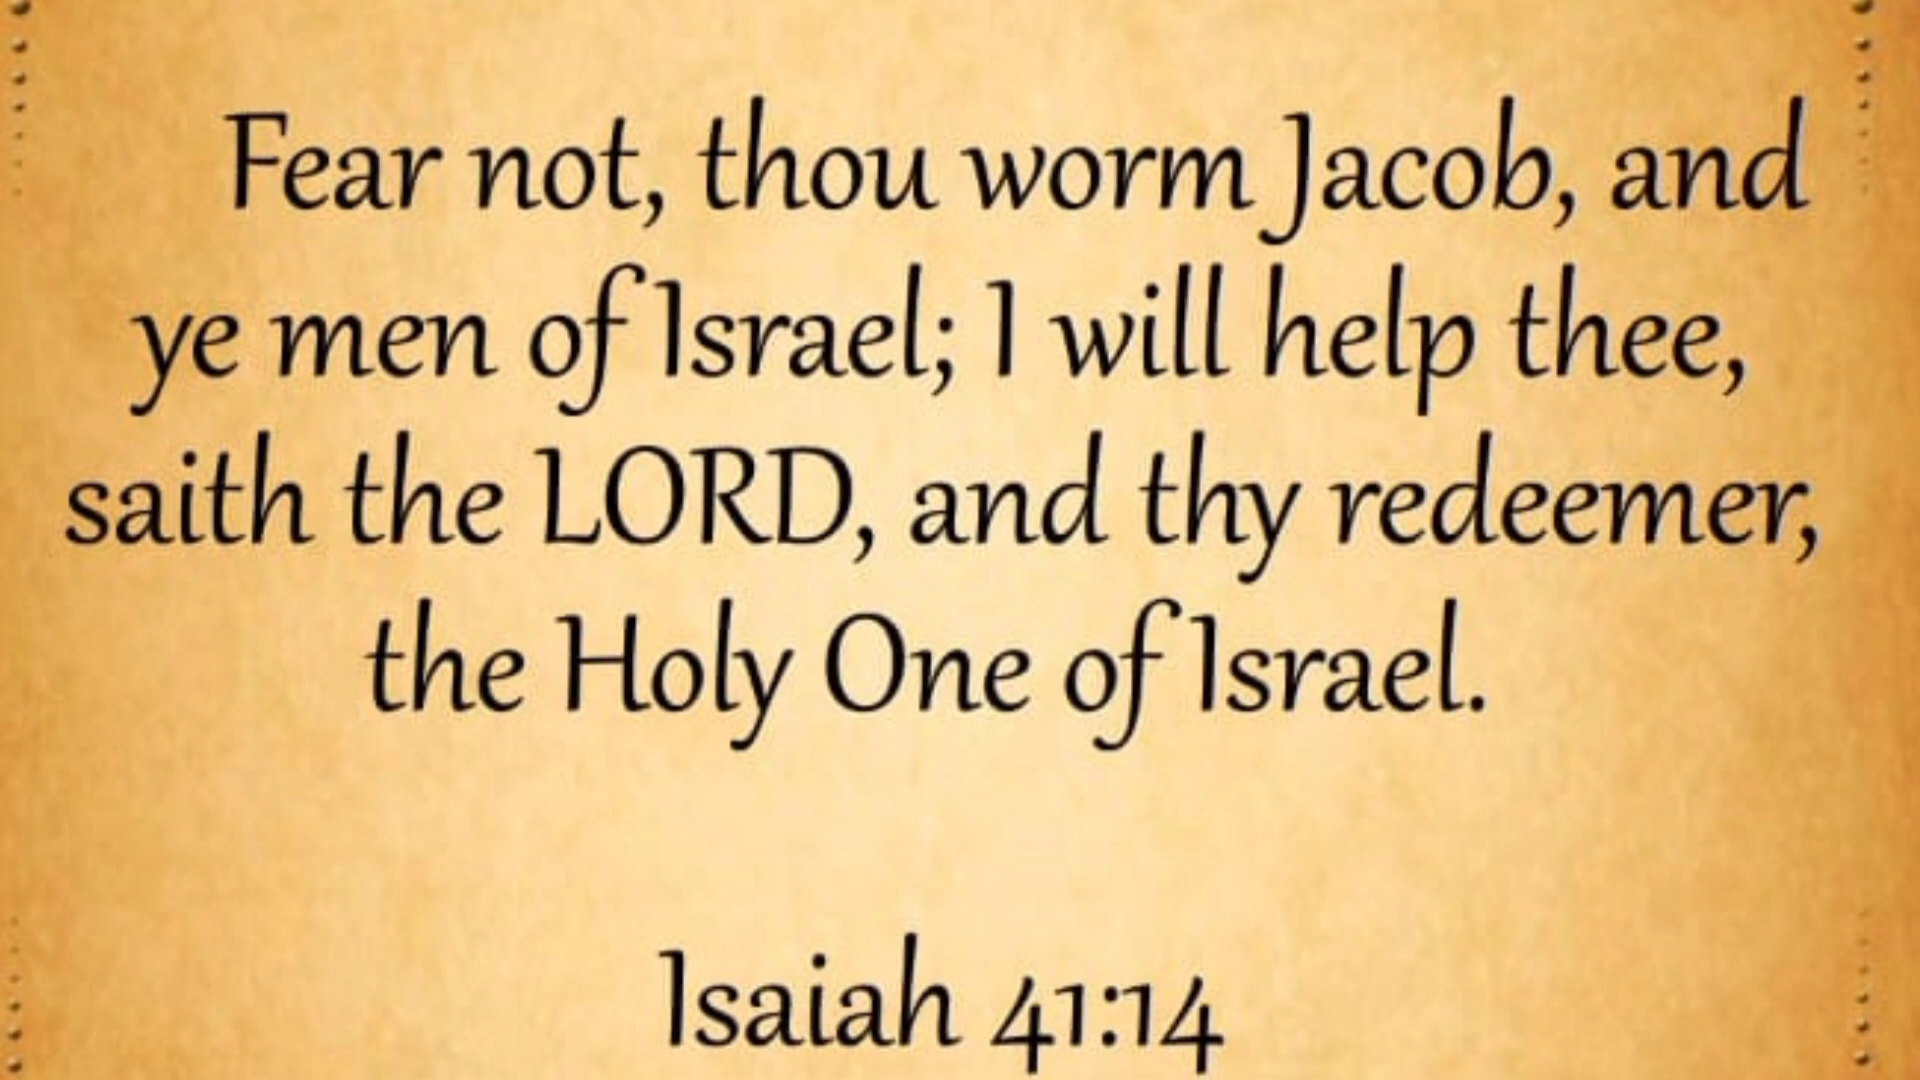 Fear not, thou worm Jacob, and
ye men of Israel; I will help thee,
saith the LORD, and thy redeemer,
the Holy One of Israel.
Isaiah 41:14